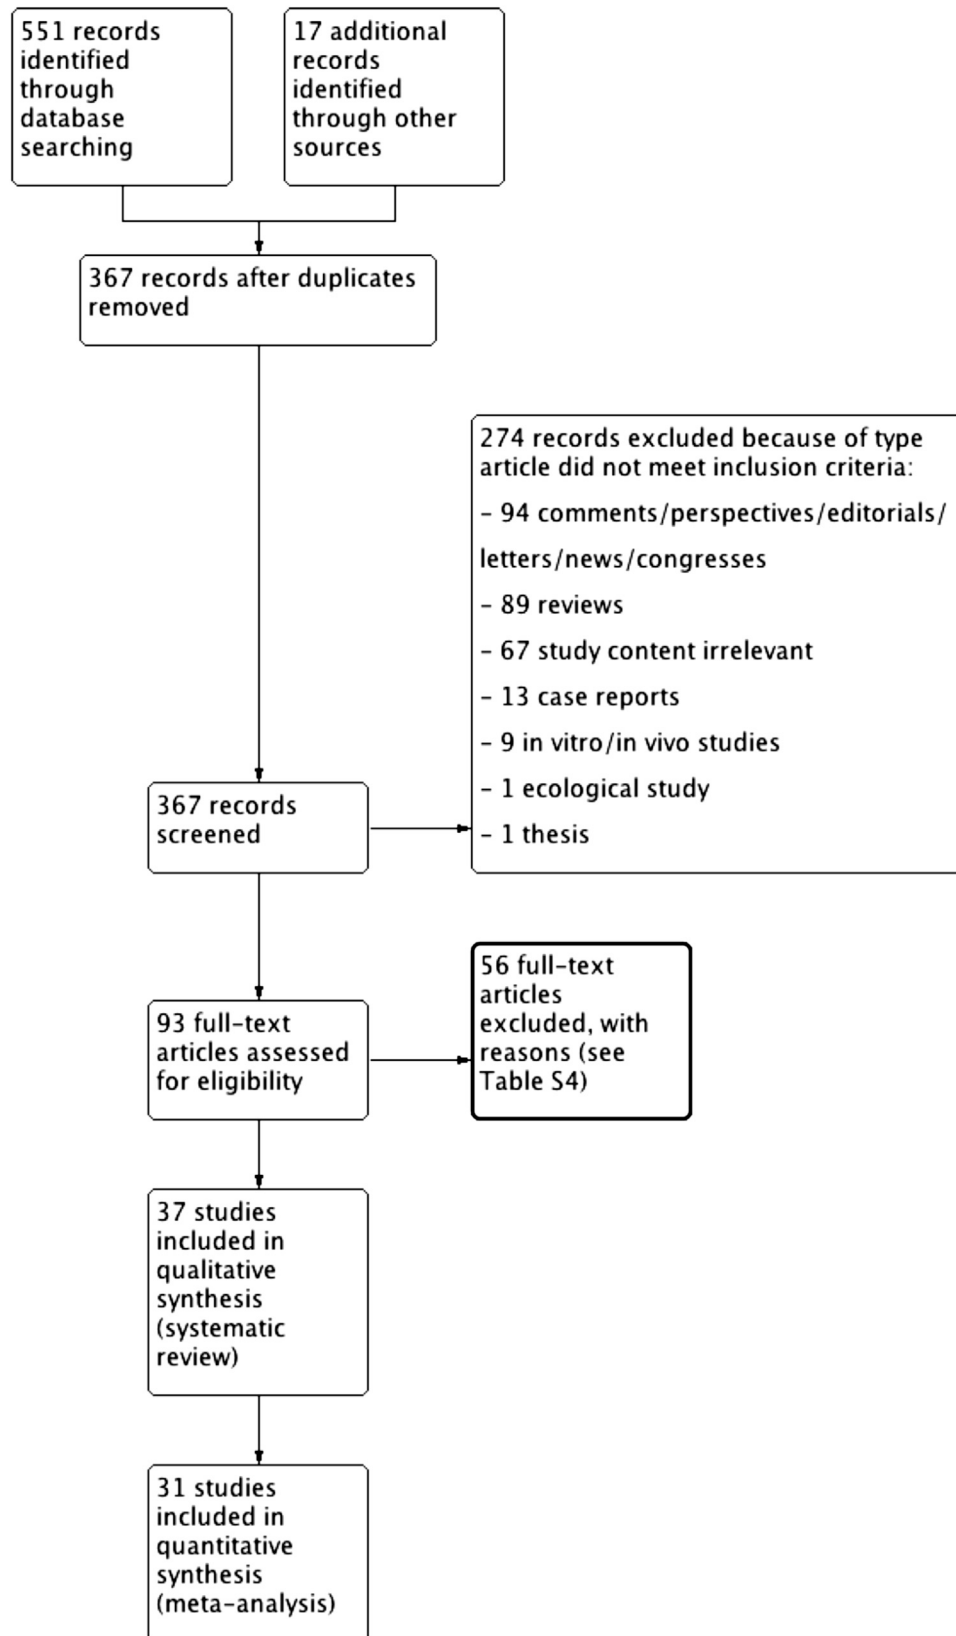 551 records
identified
through
database
searching
17 additional
records
identified
through other
sources
367 records after duplicates
removed
274 records excluded because of type
article did not meet inclusion criteria:
– 94 comments/perspectives/editorials/
letters/news/congresses
– 89 reviews
– 67 study content irrelevant
– 13 case reports
– 9 in vitro/in vivo studies
– 1 ecological study
– 1 thesis
367 records
screened
56 full–text
articles
excluded, with
reasons (see
Table S4)
93 full–text
articles assessed
for eligibility
37 studies
included in
qualitative
synthesis
(systematic
review)
31 studies
included in
quantitative
synthesis
(meta–analysis)